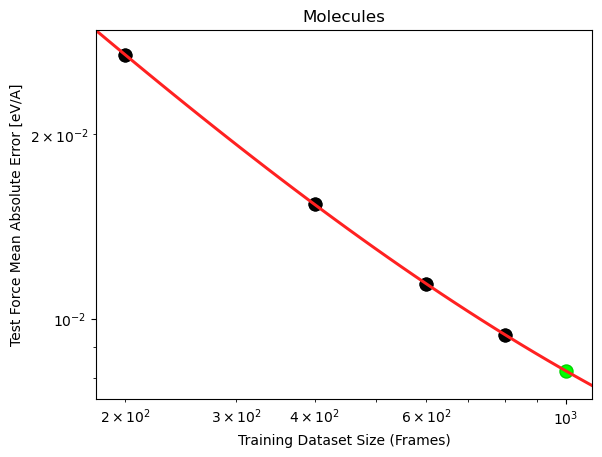 Molecules
Test Force Mean Absolute Error [eV/A]
2 × 10⁻²
10⁻²
2 × 10² 3 × 10² 4 × 10² 6 × 10² 10³
Training Dataset Size (Frames)